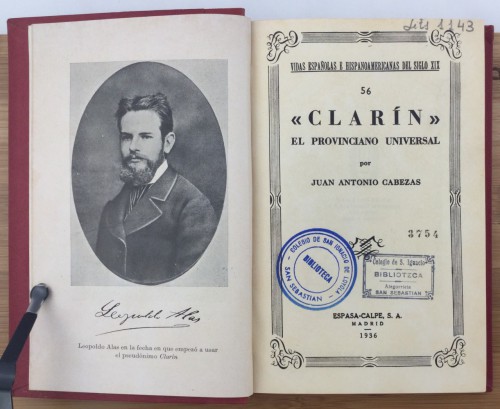 Leopoldo Alas
Leopoldo Alas en la fecha en que empezó a usar
el pseudónimo Clarín
VIDAS ESPAÑOLAS E HISPANOAMERICANAS DEL SIGLO XIX
56
«CLARÍN»
EL PROVINCIANO UNIVERSAL
por
JUAN ANTONIO CABEZAS
3754
COLEGIO DE SAN IGNACIO DE LOYOLA
BIBLIOTECA
SAN SEBASTIAN
Colegio de S. Ignacio
BIBLIOTECA
SAN SEBASTIAN
ESPASA-CALPE, S. A.
MADRID
1936